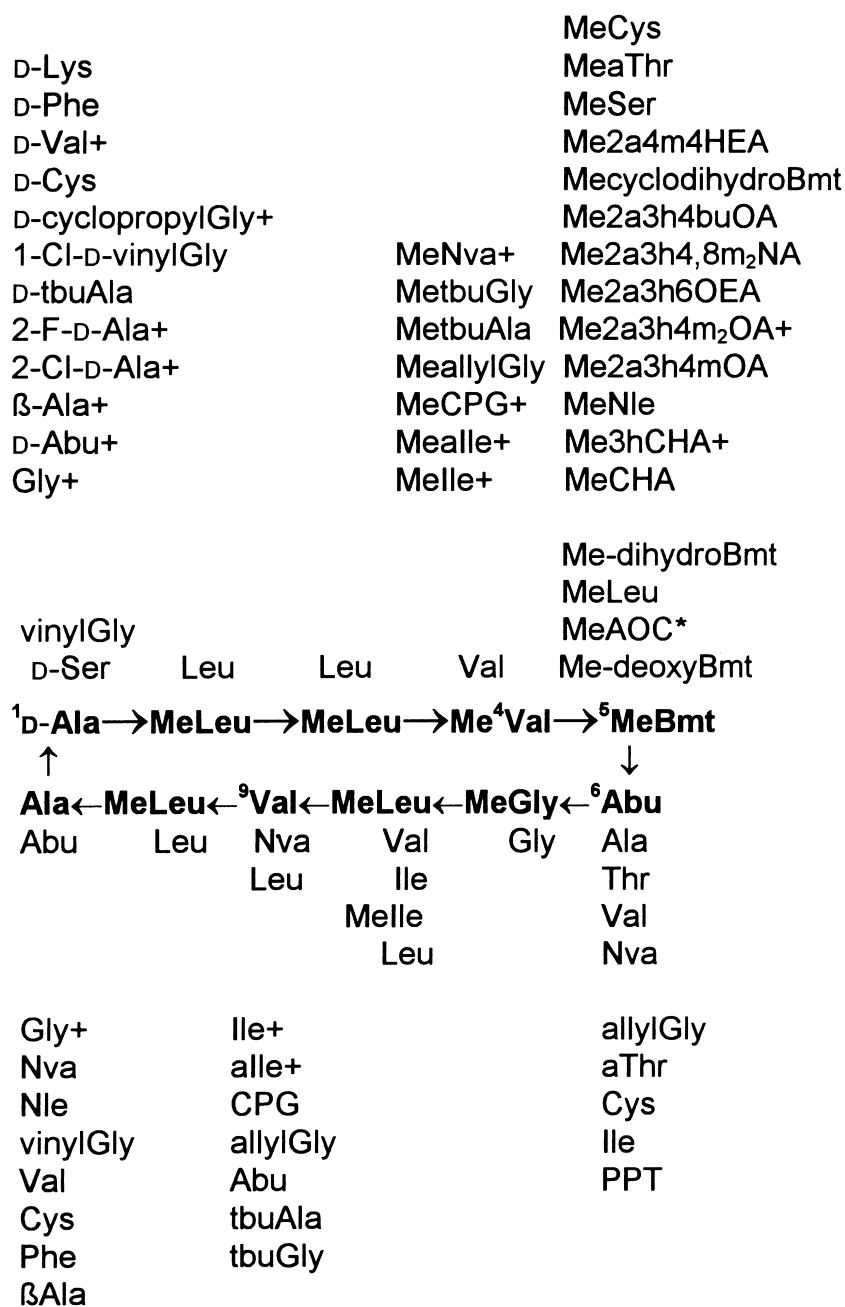 MeCys
D-Lys MeaThr
D-Phe MeSer
D-Val+ Me2a4m4HEA
D-Cys MecyclodihydroBmt
D-cyclopropylGly+ Me2a3h4buOA
1-Cl-D-vinylGly MeNva+ Me2a3h4,8m₂NA
D-tbuAla MetbuGly Me2a3h6OEA
2-F-D-Ala+ MetbuAla Me2a3h4m₂OA+
2-Cl-D-Ala+ MeallylGly Me2a3h4mOA
ß-Ala+ MeCPG+ MeNle
D-Abu+ MeaIle+ Me3hCHA+
Gly+ MeIle+ MeCHA
Me-dihydroBmt
MeLeu
vinylGly MeAOC*
D-Ser Leu Leu Val Me-deoxyBmt
¹D-Ala→MeLeu→MeLeu→Me⁴Val→⁵MeBmt
↑ ↓
Ala←MeLeu←⁹Val←MeLeu←MeGly←⁶Abu
Abu Leu Nva Val Gly Ala
Leu Ile Thr
MeIle Val
Leu Nva
Gly+ Ile+ allylGly
Nva aIle+ aThr
Nle CPG Cys
vinylGly allylGly Ile
Val Abu PPT
Cys tbuAla
Phe tbuGly
ßAla